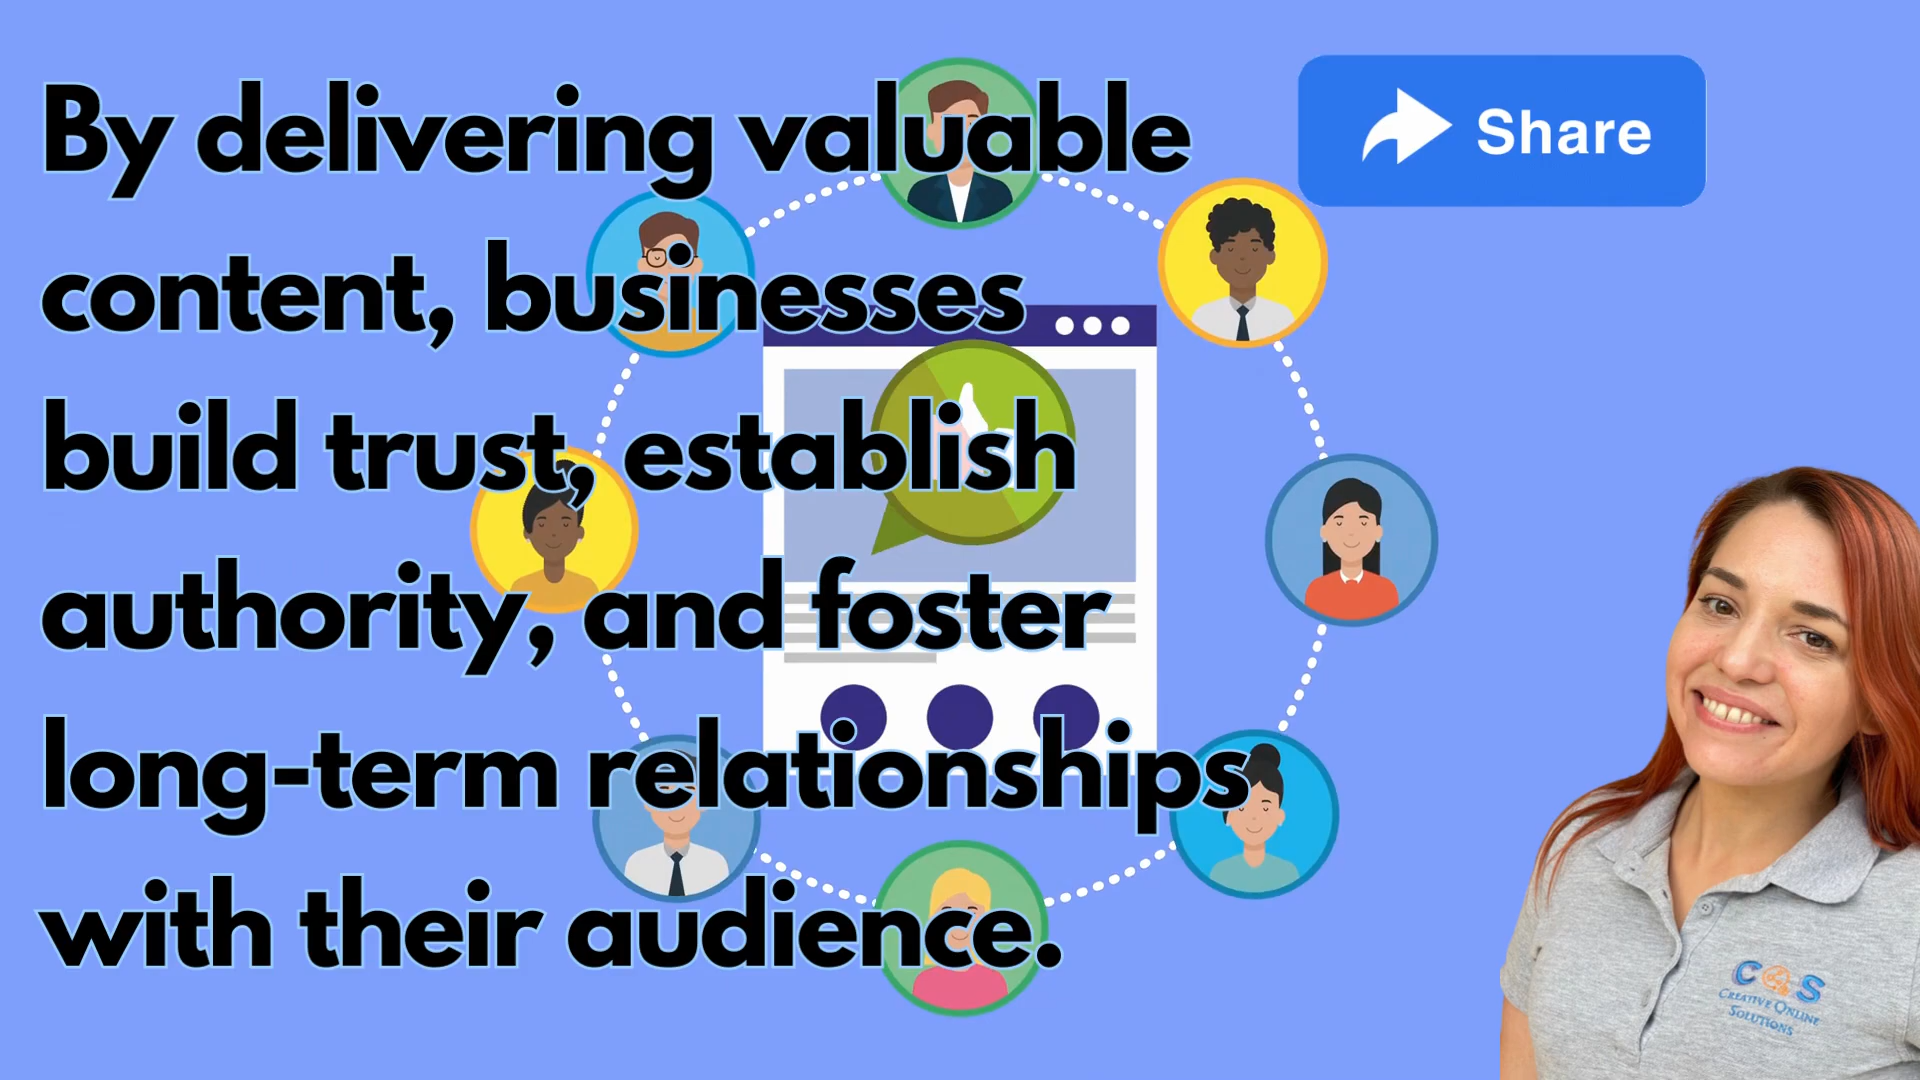 By delivering valuable
content, businesses
build trust, establish
authority, and foster
long-term relationships
with their audience.
Share
COS
Creative Online
Solutions